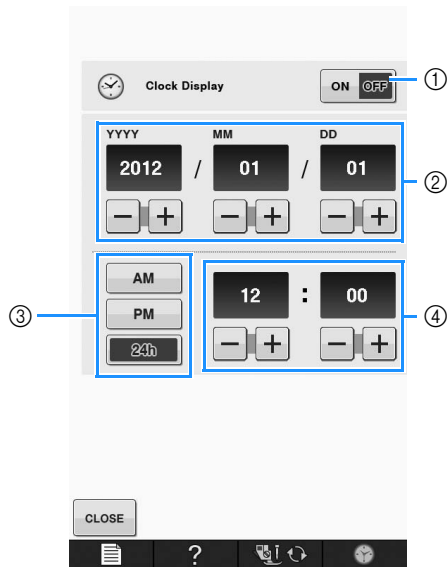 Clock Display ON OFF ①
YYYY MM DD
2012 / 01 / 01 ②
− + − + − +
③ AM
PM
24h
12 : 00 ④
− + − +
CLOSE
?